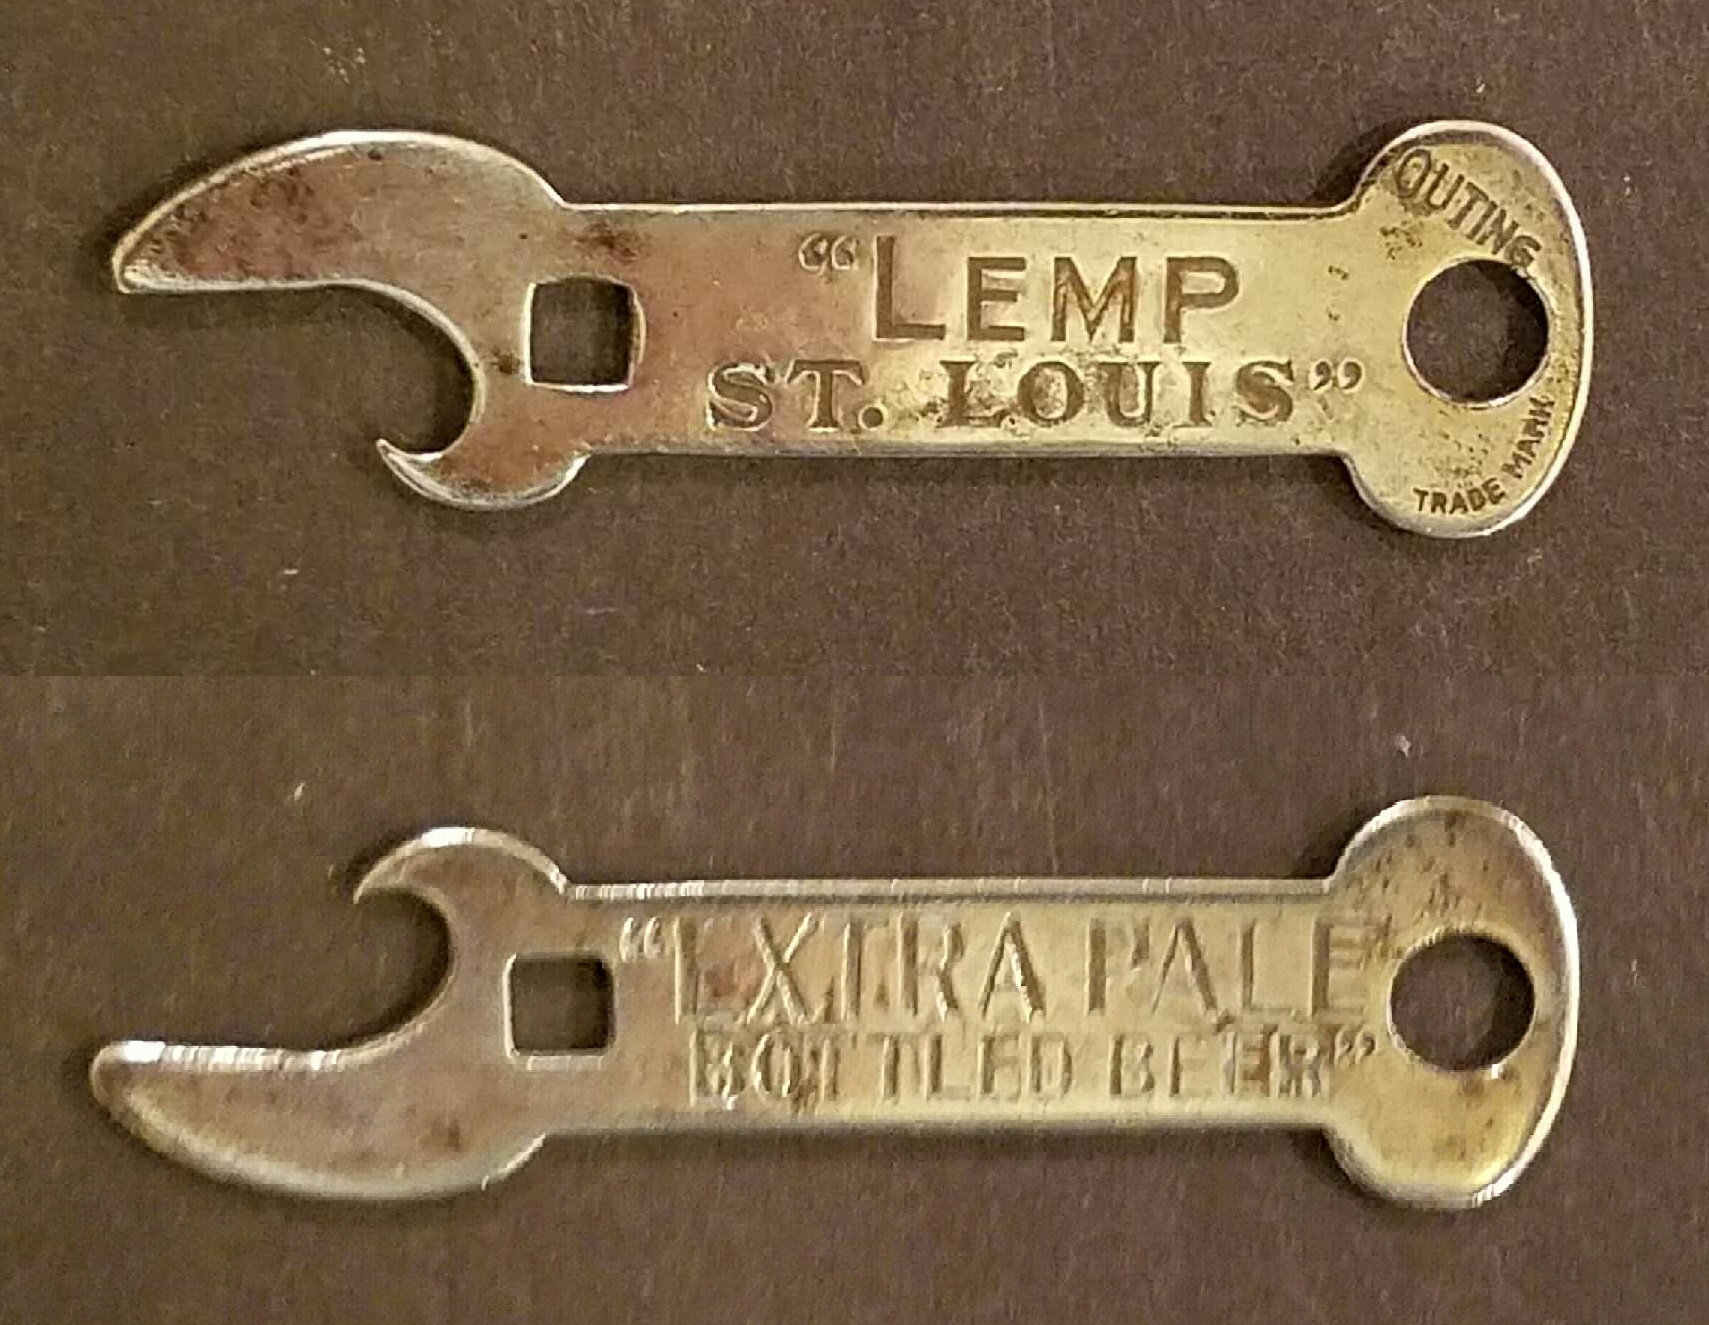 “LEMP
ST. LOUIS”
OUTING
TRADE MARK
“EXTRA PALE
BOTTLED BEER”